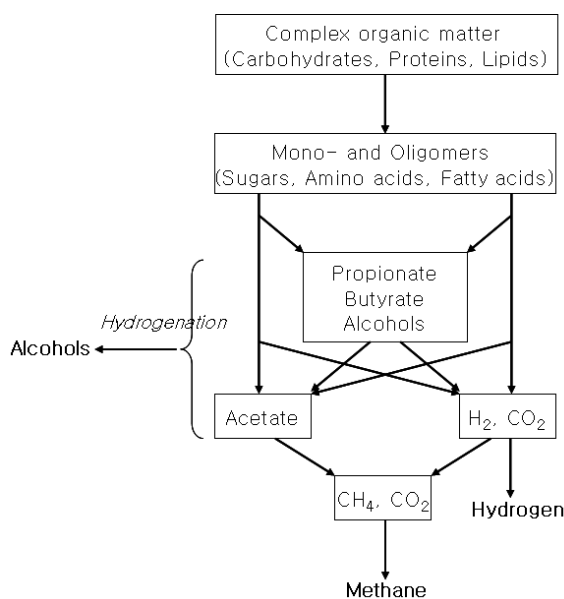 Complex organic matter
(Carbohydrates, Proteins, Lipids)
Mono- and Oligomers
(Sugars, Amino acids, Fatty acids)
Propionate
Butyrate
Alcohols
Hydrogenation
Alcohols
Acetate
H₂, CO₂
CH₄, CO₂
Hydrogen
Methane